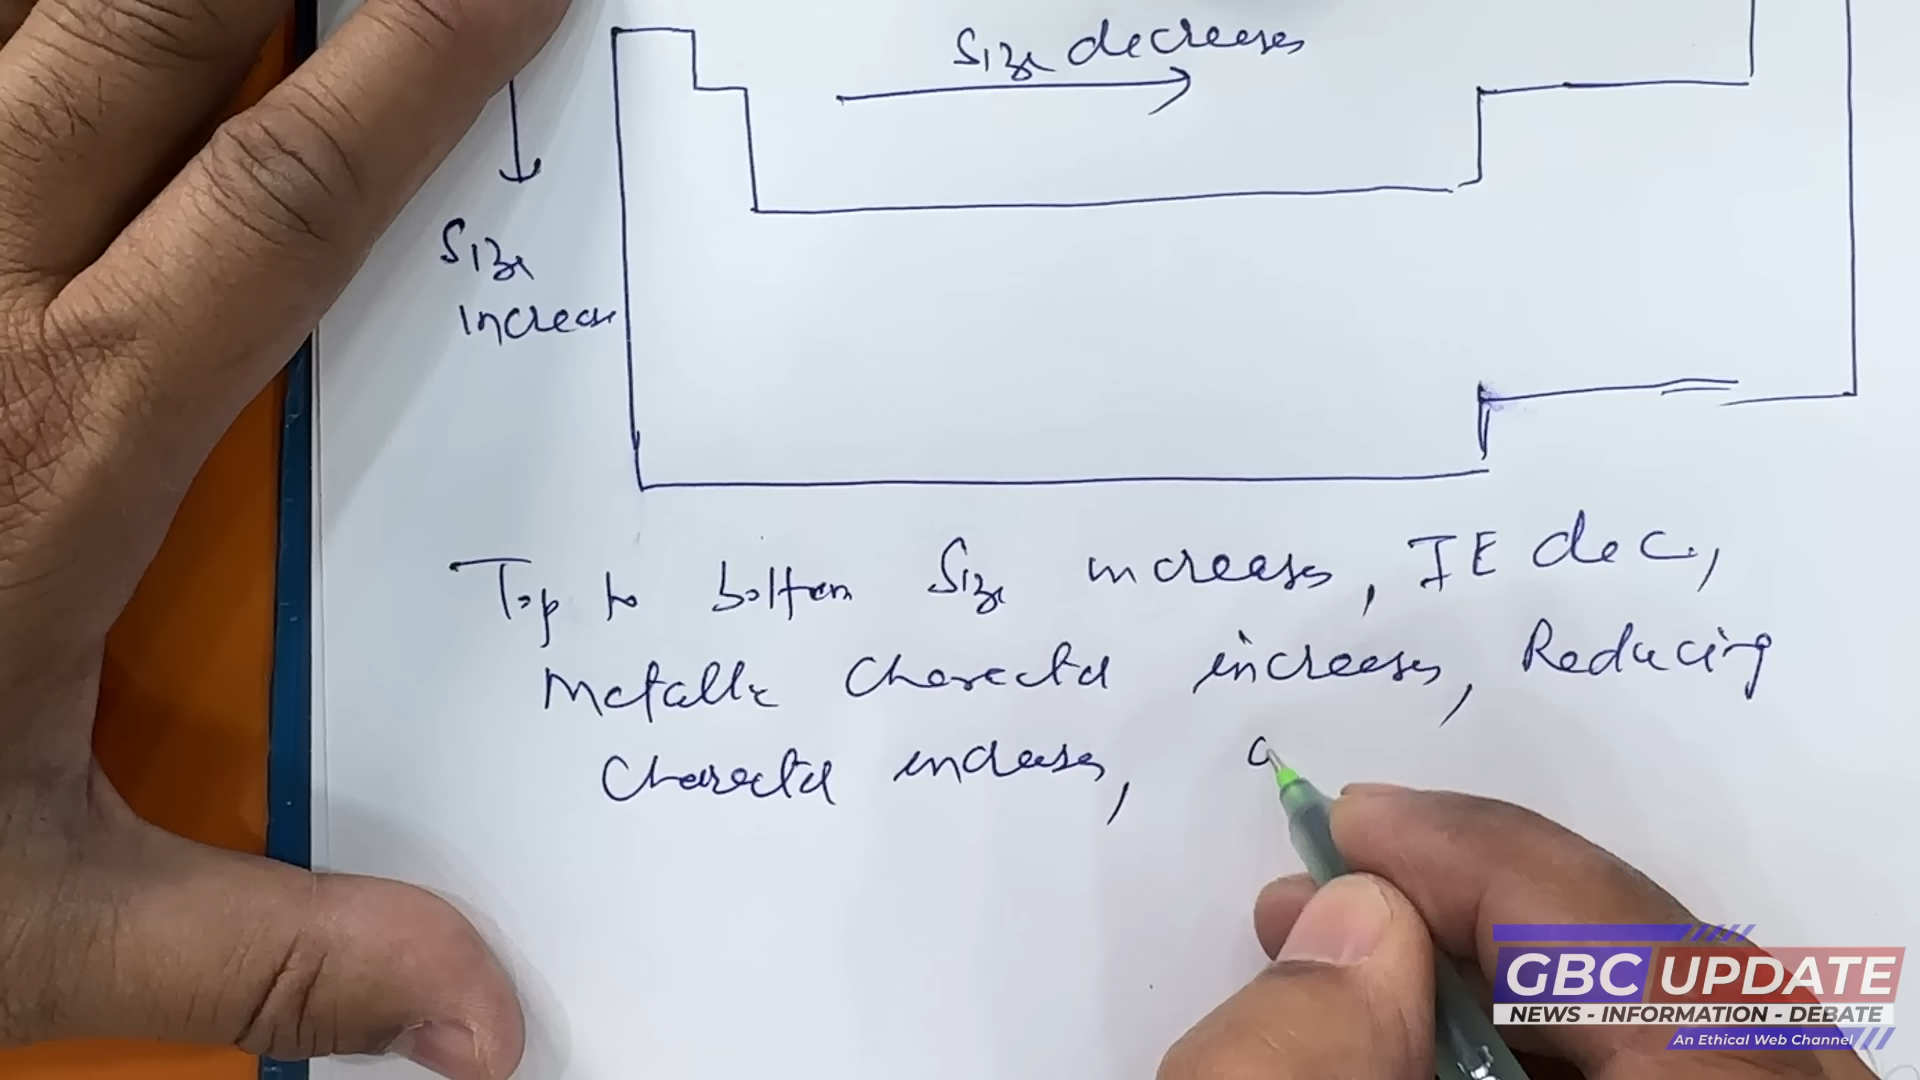 Size decreases
Size
increase
Top to bottom Size increases, IE dec,
Metallic Character increases, Reducing
Character increases,
GBC UPDATE
NEWS - INFORMATION - DEBATE
An Ethical Web Channel